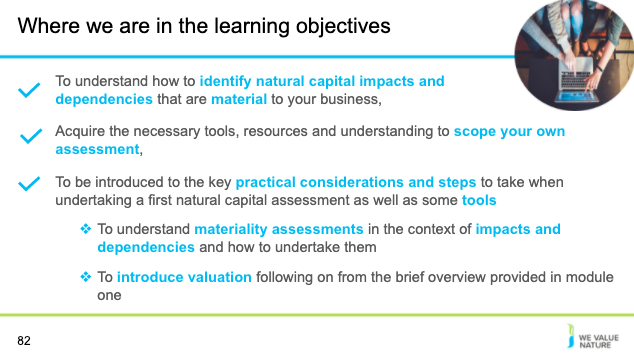 Where we are in the learning objectives
To understand how to identify natural capital impacts and
dependencies that are material to your business,
Acquire the necessary tools, resources and understanding to scope your own
assessment,
To be introduced to the key practical considerations and steps to take when
undertaking a first natural capital assessment as well as some tools
To understand materiality assessments in the context of impacts and
dependencies and how to undertake them
To introduce valuation following on from the brief overview provided in module
one
82
WE VALUE
NATURE